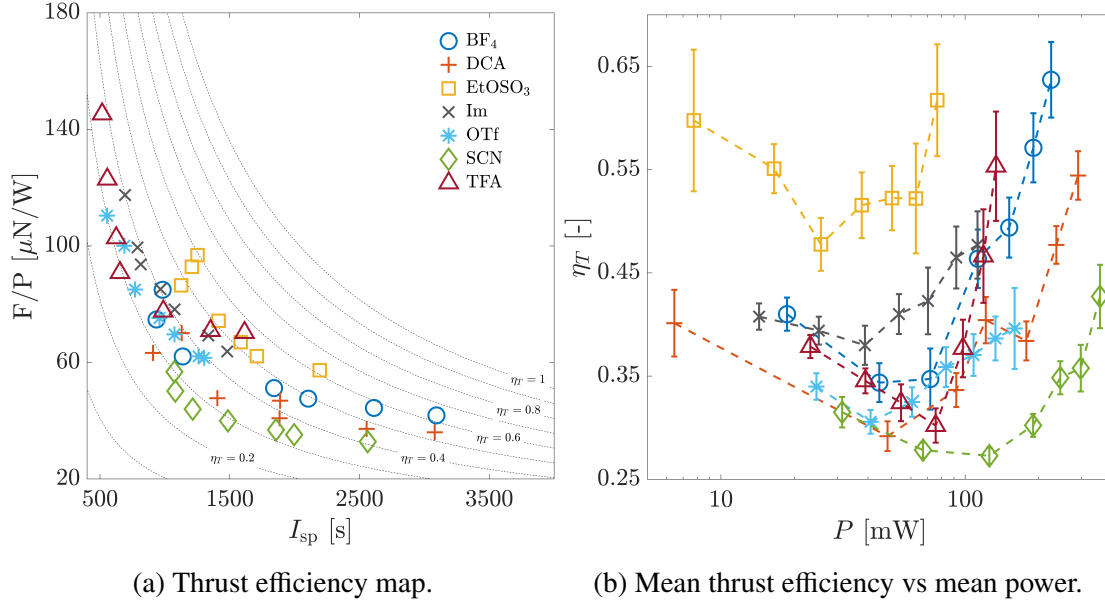 180
140
100
60
20
F/P [μN/W]
500
1500
2500
3500
I_sp [s]
BF₄
DCA
EtOSO₃
Im
OTf
SCN
TFA
η_T = 1
η_T = 0.8
η_T = 0.6
η_T = 0.4
η_T = 0.2
(a) Thrust efficiency map.
0.65
0.55
0.45
0.35
0.25
η_T [-]
10
100
P [mW]
(b) Mean thrust efficiency vs mean power.